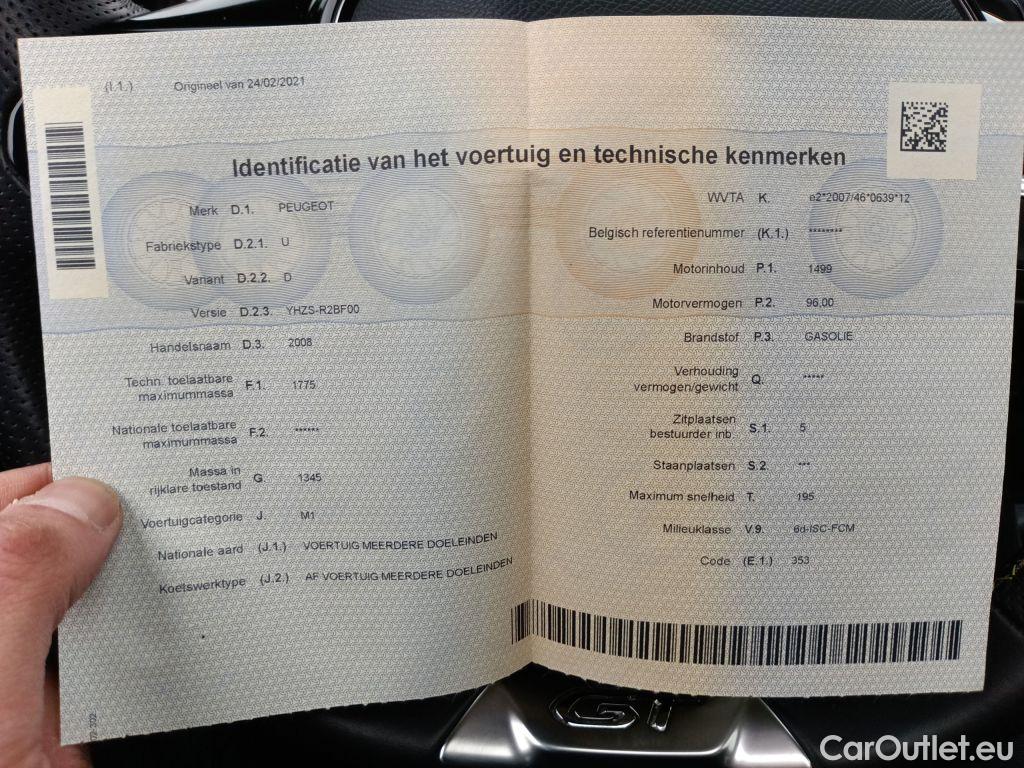 (I.1.) Origineel van 24/02/2021
Identificatie van het voertuig en technische kenmerken
Merk D.1. PEUGEOT
Fabriekstype D.2.1. U
Variant D.2.2. D
Versie D.2.3. YHZS-R2BF00
Handelsnaam D.3. 2008
Techn. toelaatbare
maximummassa F.1. 1775
Nationale toelaatbare
maximummassa F.2. ******
Massa in
rijklare toestand G. 1345
Voertuigcategorie J. M1
Nationale aard (J.1.) VOERTUIG MEERDERE DOELEINDEN
Koetswerktype (J.2.) AF VOERTUIG MEERDERE DOELEINDEN
WVTA K. e2*2007/46*0639*12
Belgisch referentienummer (K.1.) ********
Motorinhoud P.1. 1499
Motorvermogen P.2. 96,00
Brandstof P.3. GASOLIE
Verhouding
vermogen/gewicht Q. *****
Zitplaatsen
bestuurder inb. S.1. 5
Staanplaatsen S.2. ***
Maximum snelheid T. 195
Milieuklasse V.9. 6d-ISC-FCM
Code (E.1.) 353
GT
CarOutlet.eu